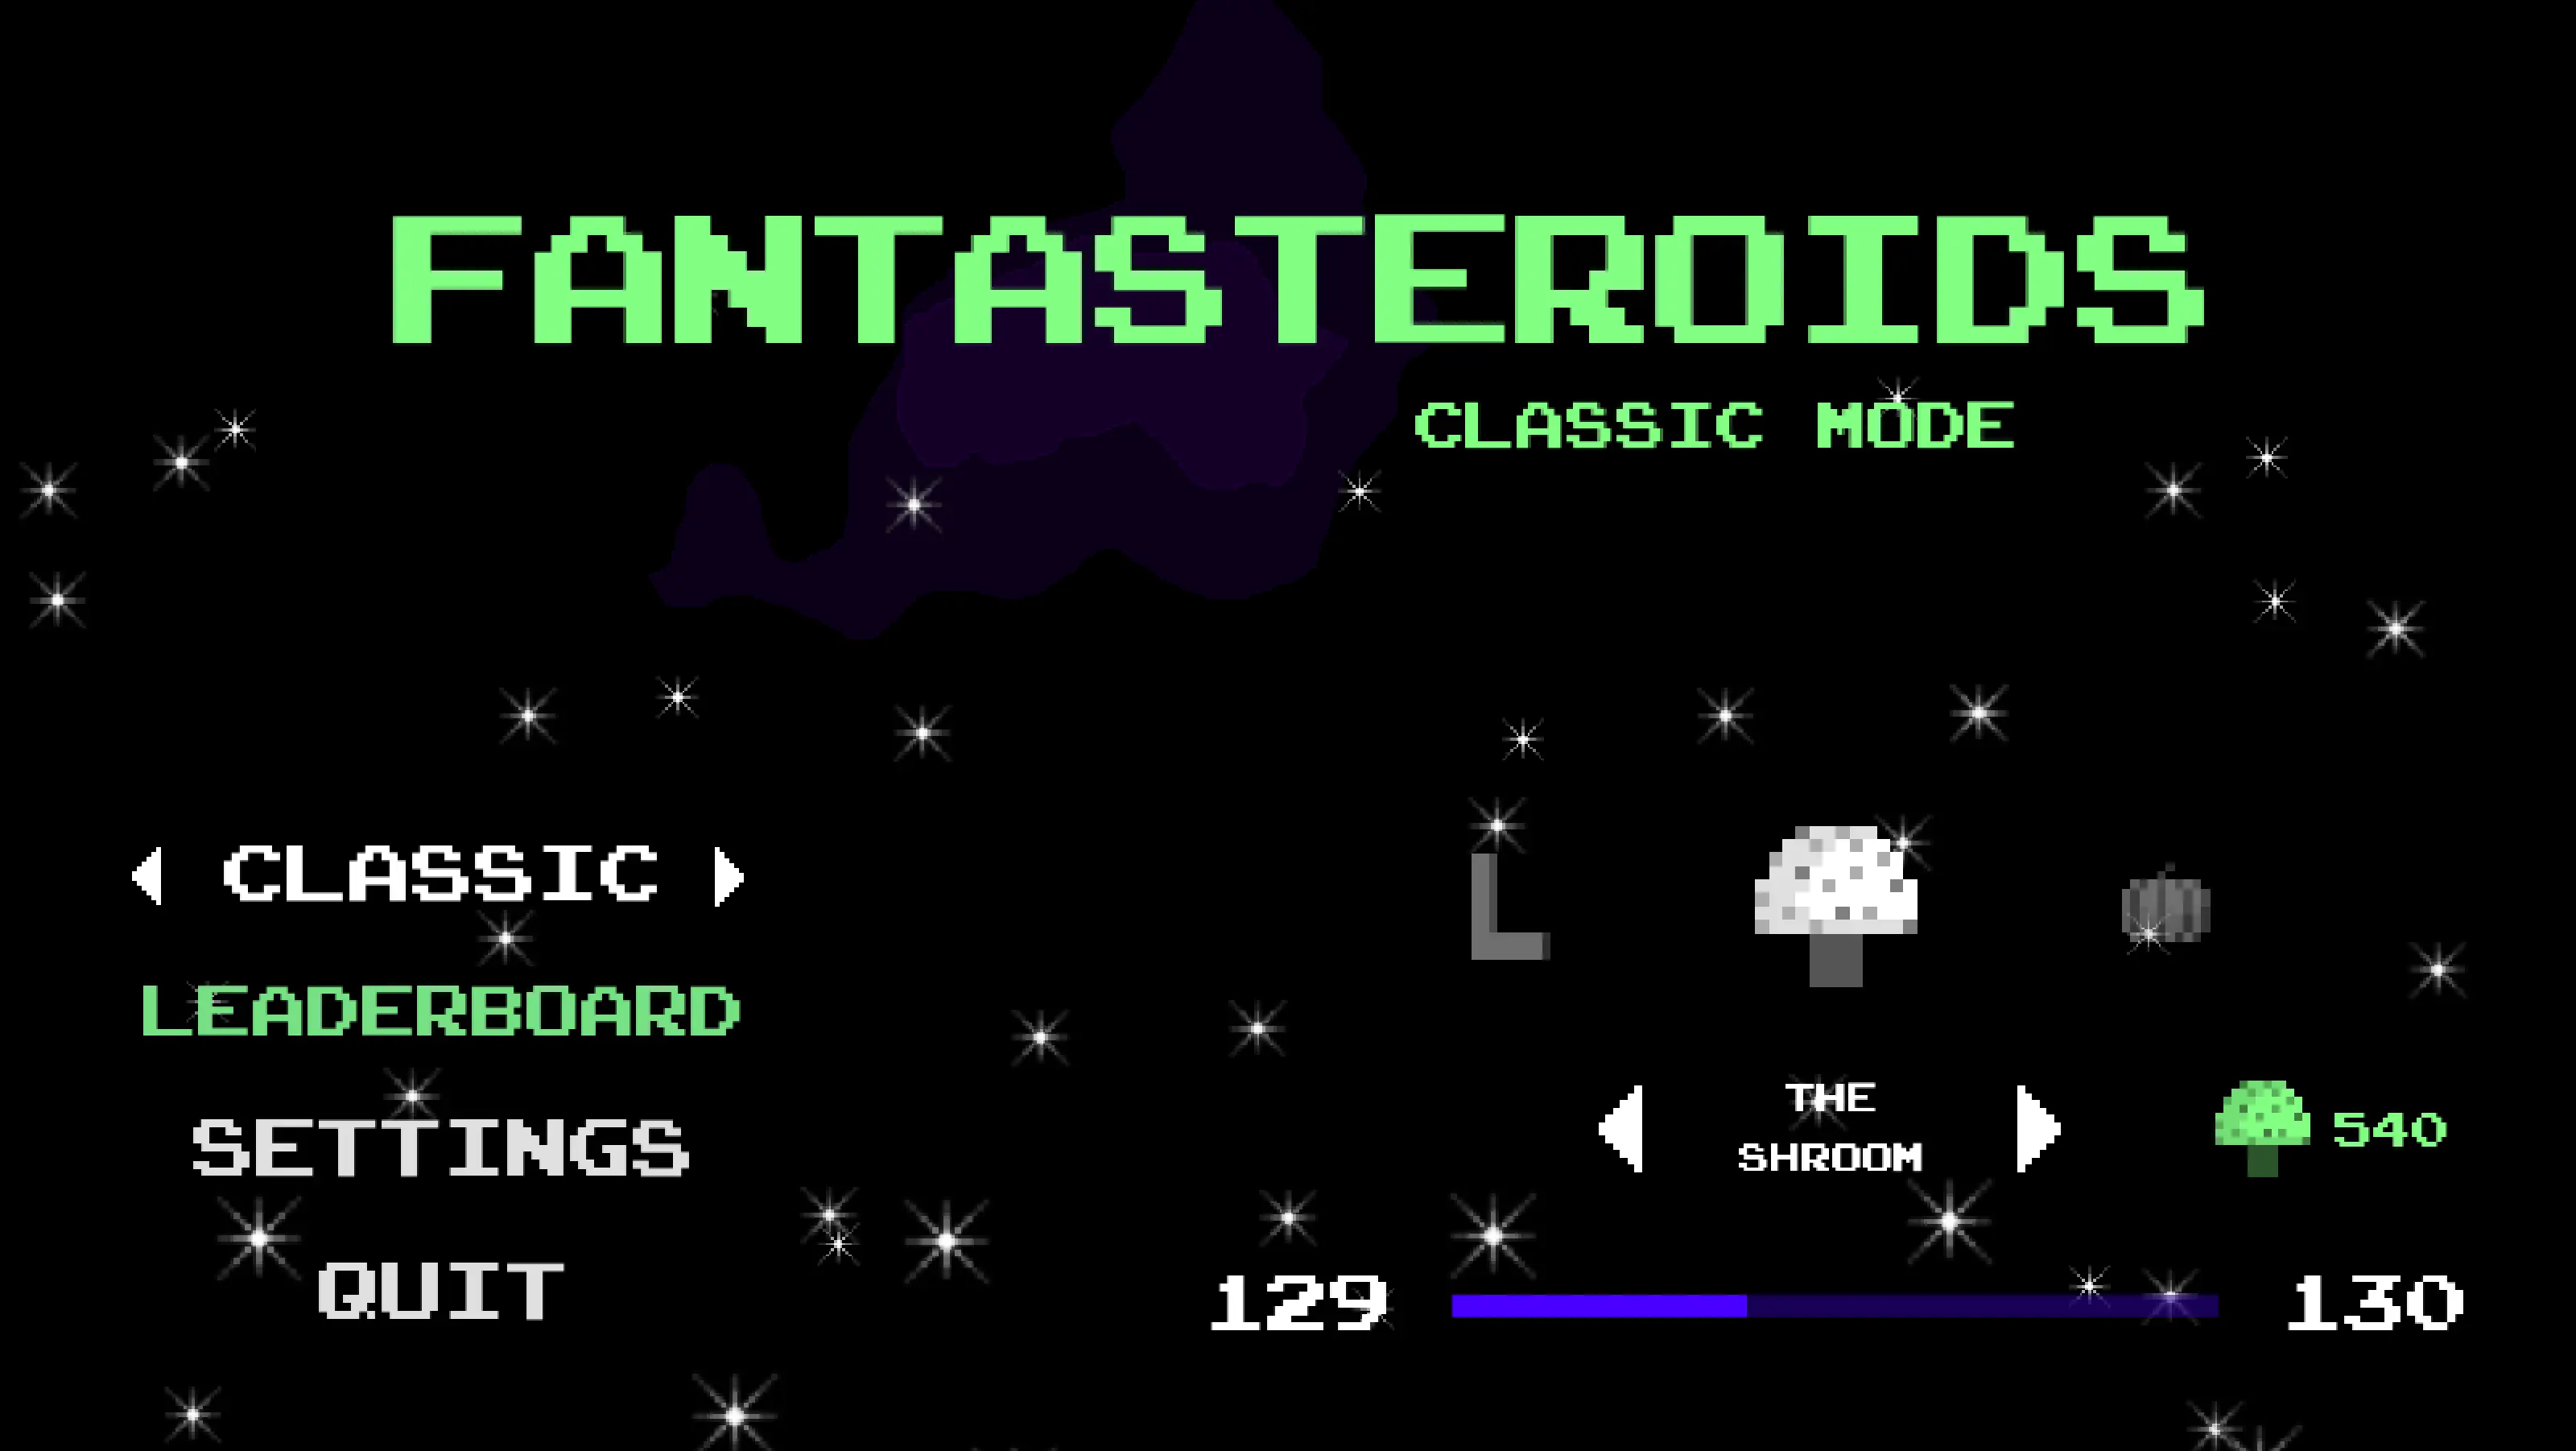 FANTASTEROIDS
CLASSIC MODE
CLASSIC
LEADERBOARD
SETTINGS
QUIT
THE
SHROOM
540
129
130